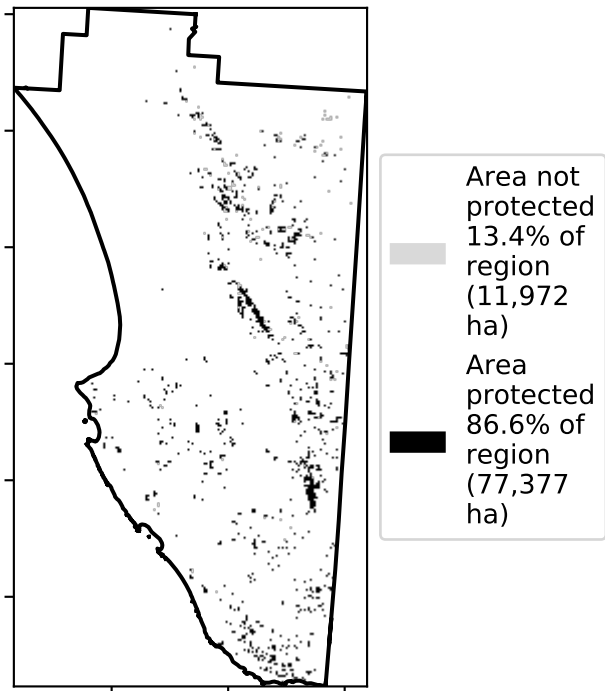 Area not
protected
13.4% of
region
(11,972
ha)
Area
protected
86.6% of
region
(77,377
ha)